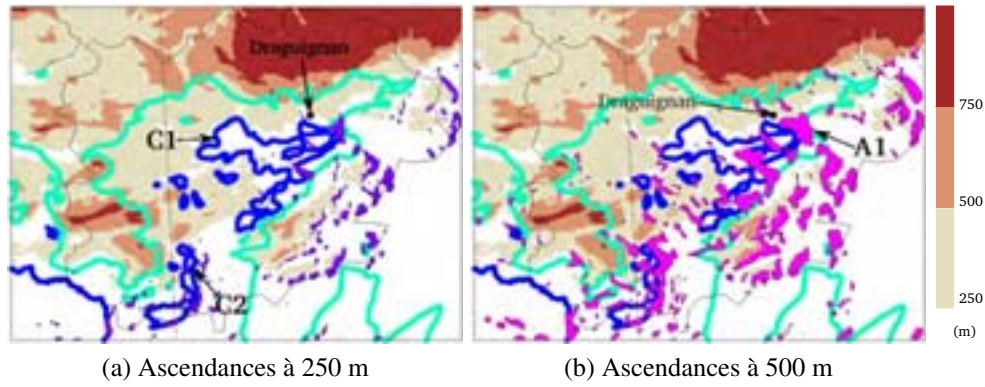 Draguignan
C1
C2
Draguignan
A1
750
500
250
(m)
(a) Ascendances à 250 m
(b) Ascendances à 500 m